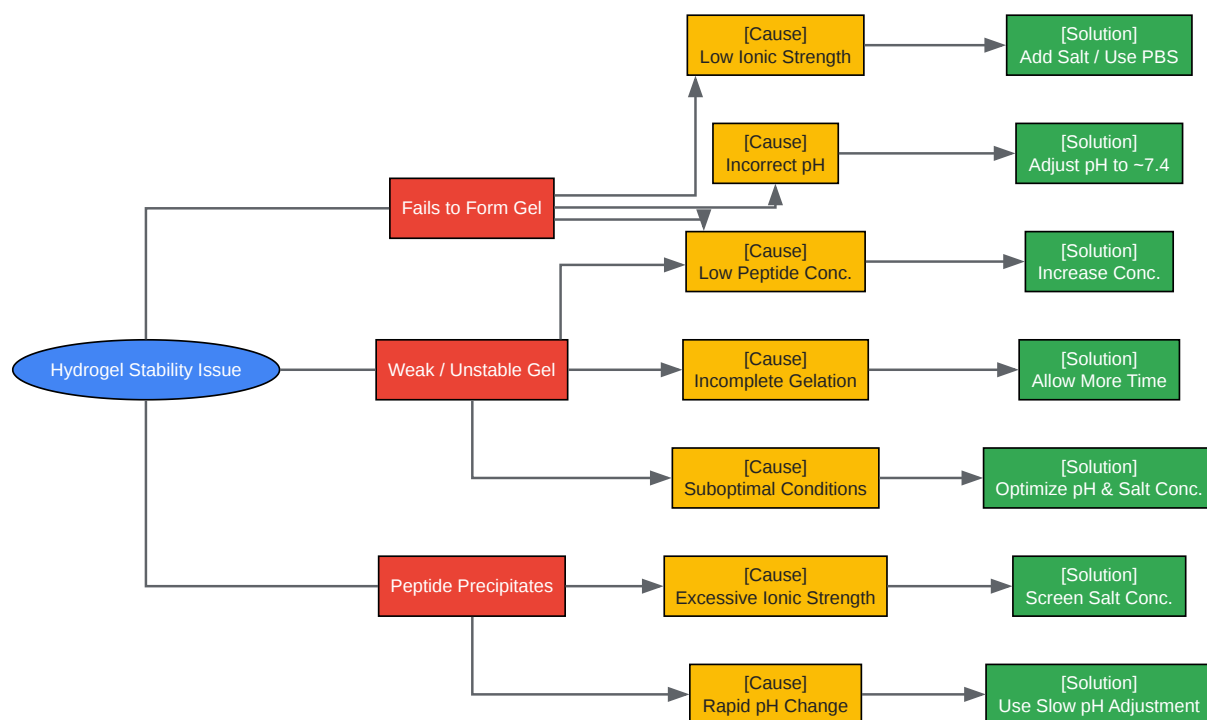 [Cause]
Low Ionic Strength
[Solution]
Add Salt / Use PBS
[Cause]
Incorrect pH
[Solution]
Adjust pH to ~7.4
Fails to Form Gel
[Cause]
Low Peptide Conc.
[Solution]
Increase Conc.
Hydrogel Stability Issue
Weak / Unstable Gel
[Cause]
Incomplete Gelation
[Solution]
Allow More Time
[Cause]
Suboptimal Conditions
[Solution]
Optimize pH & Salt Conc.
Peptide Precipitates
[Cause]
Excessive Ionic Strength
[Solution]
Screen Salt Conc.
[Cause]
Rapid pH Change
[Solution]
Use Slow pH Adjustment